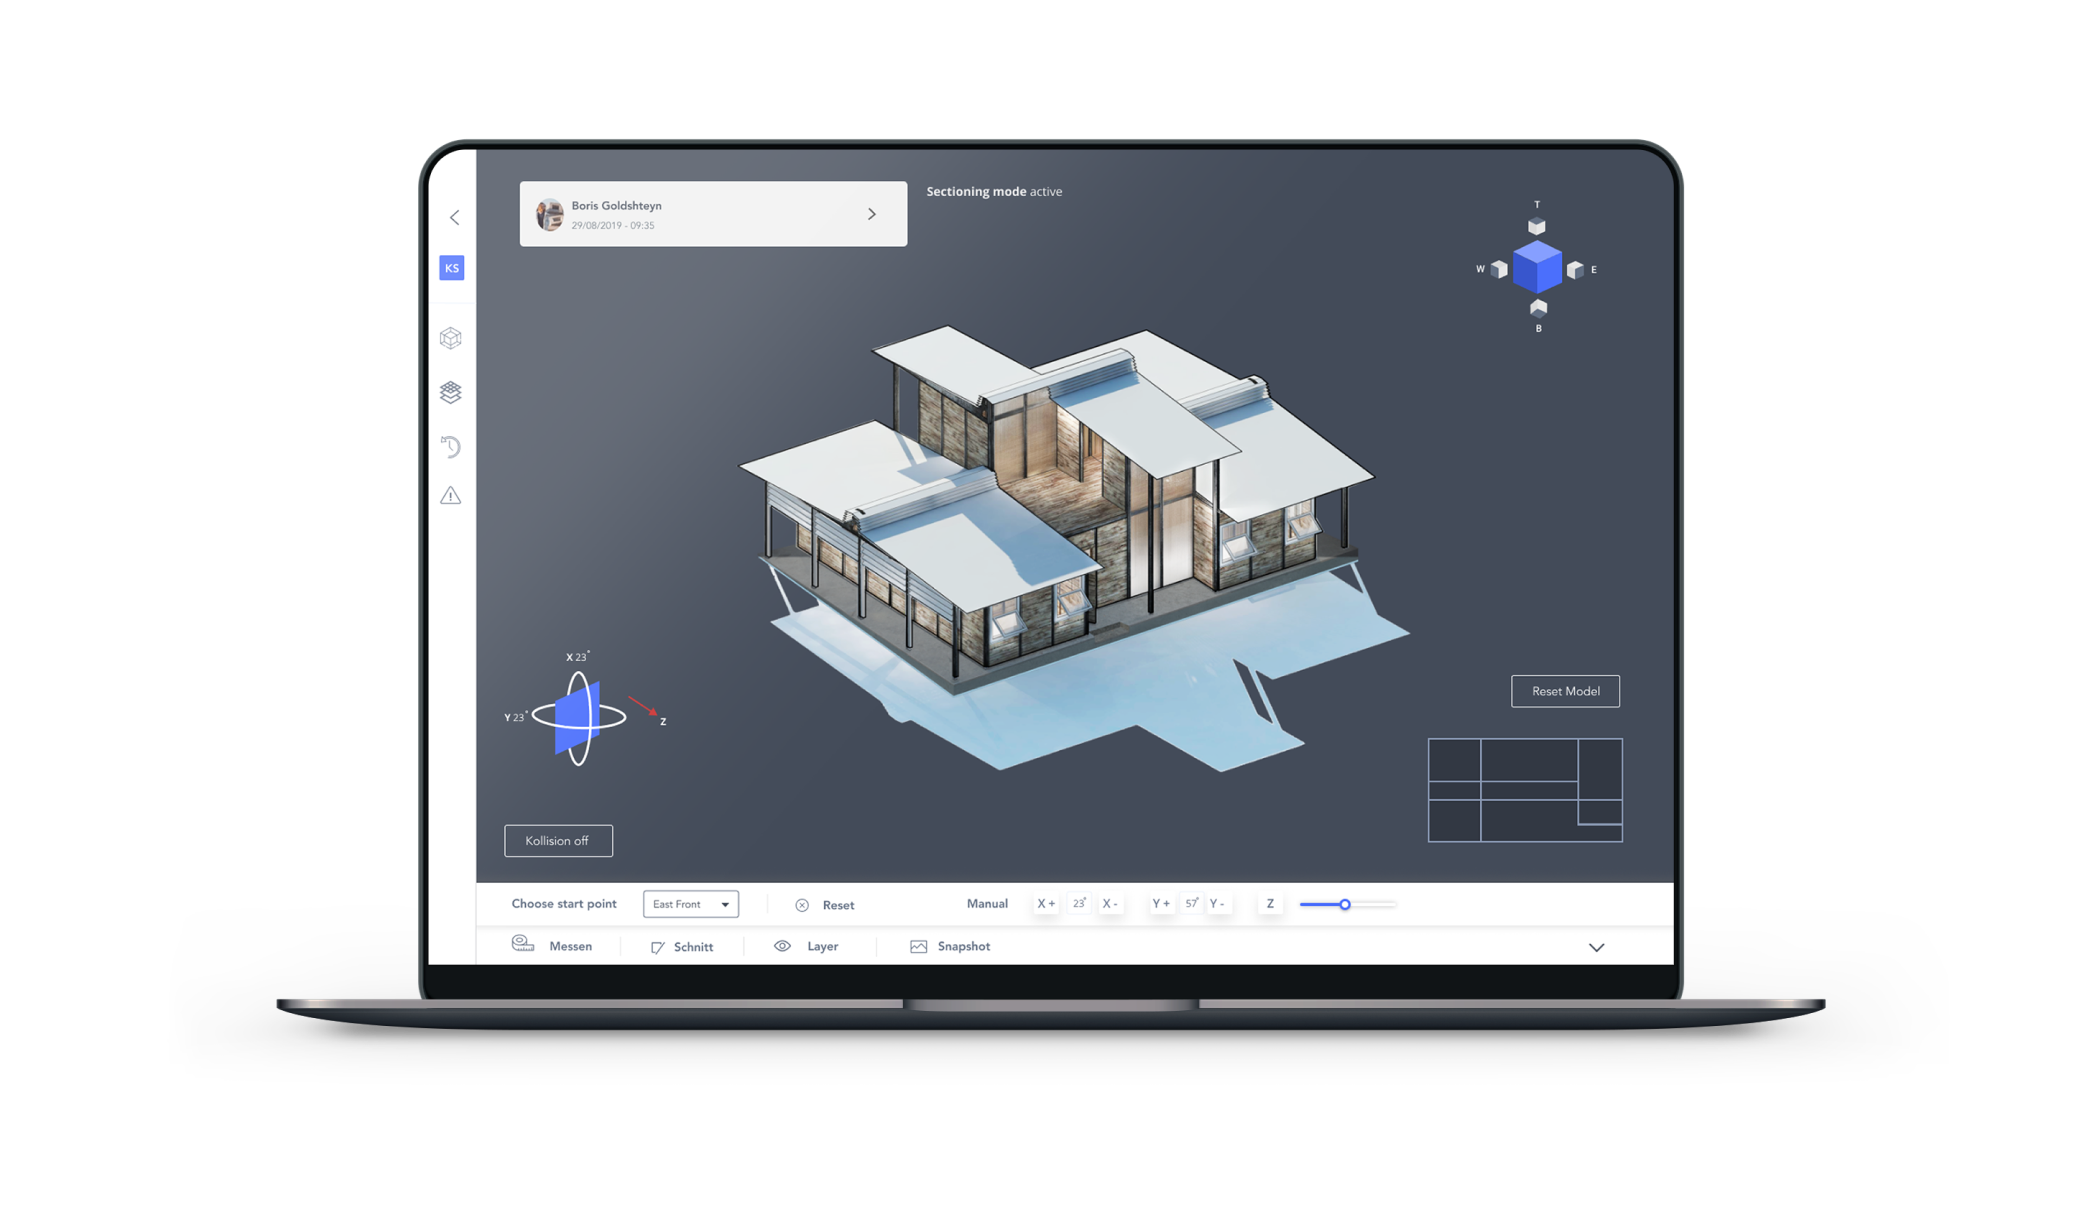 KS
Boris Goldshteyn
29/08/2019 - 09:35
Sectioning mode active
T
W
E
B
X 23°
Y 23°
Z
Reset Model
Kollision off
Choose start point
East Front
Reset
Manual
X +
23°
X -
Y +
57°
Y -
Z
Messen
Schnitt
Layer
Snapshot